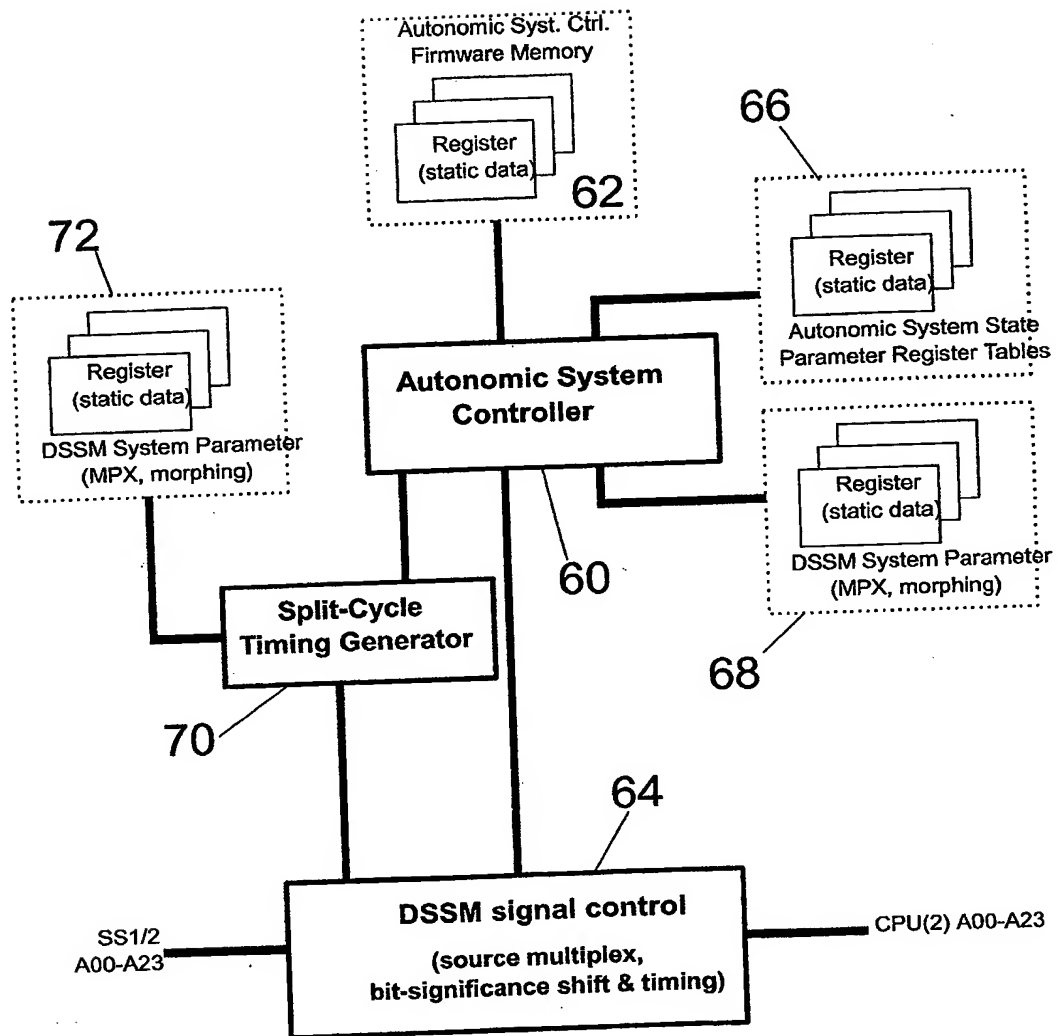 Autonomic Syst. Ctrl.
Firmware Memory
Register
(static data)
62
66
Register
(static data)
Autonomic System State
Parameter Register Tables
72
Register
(static data)
DSSM System Parameter
(MPX, morphing)
Autonomic System
Controller
Register
(static data)
DSSM System Parameter
(MPX, morphing)
60
68
Split-Cycle
Timing Generator
70
64
DSSM signal control
(source multiplex,
bit-significance shift & timing)
SS1/2
A00-A23
CPU(2) A00-A23